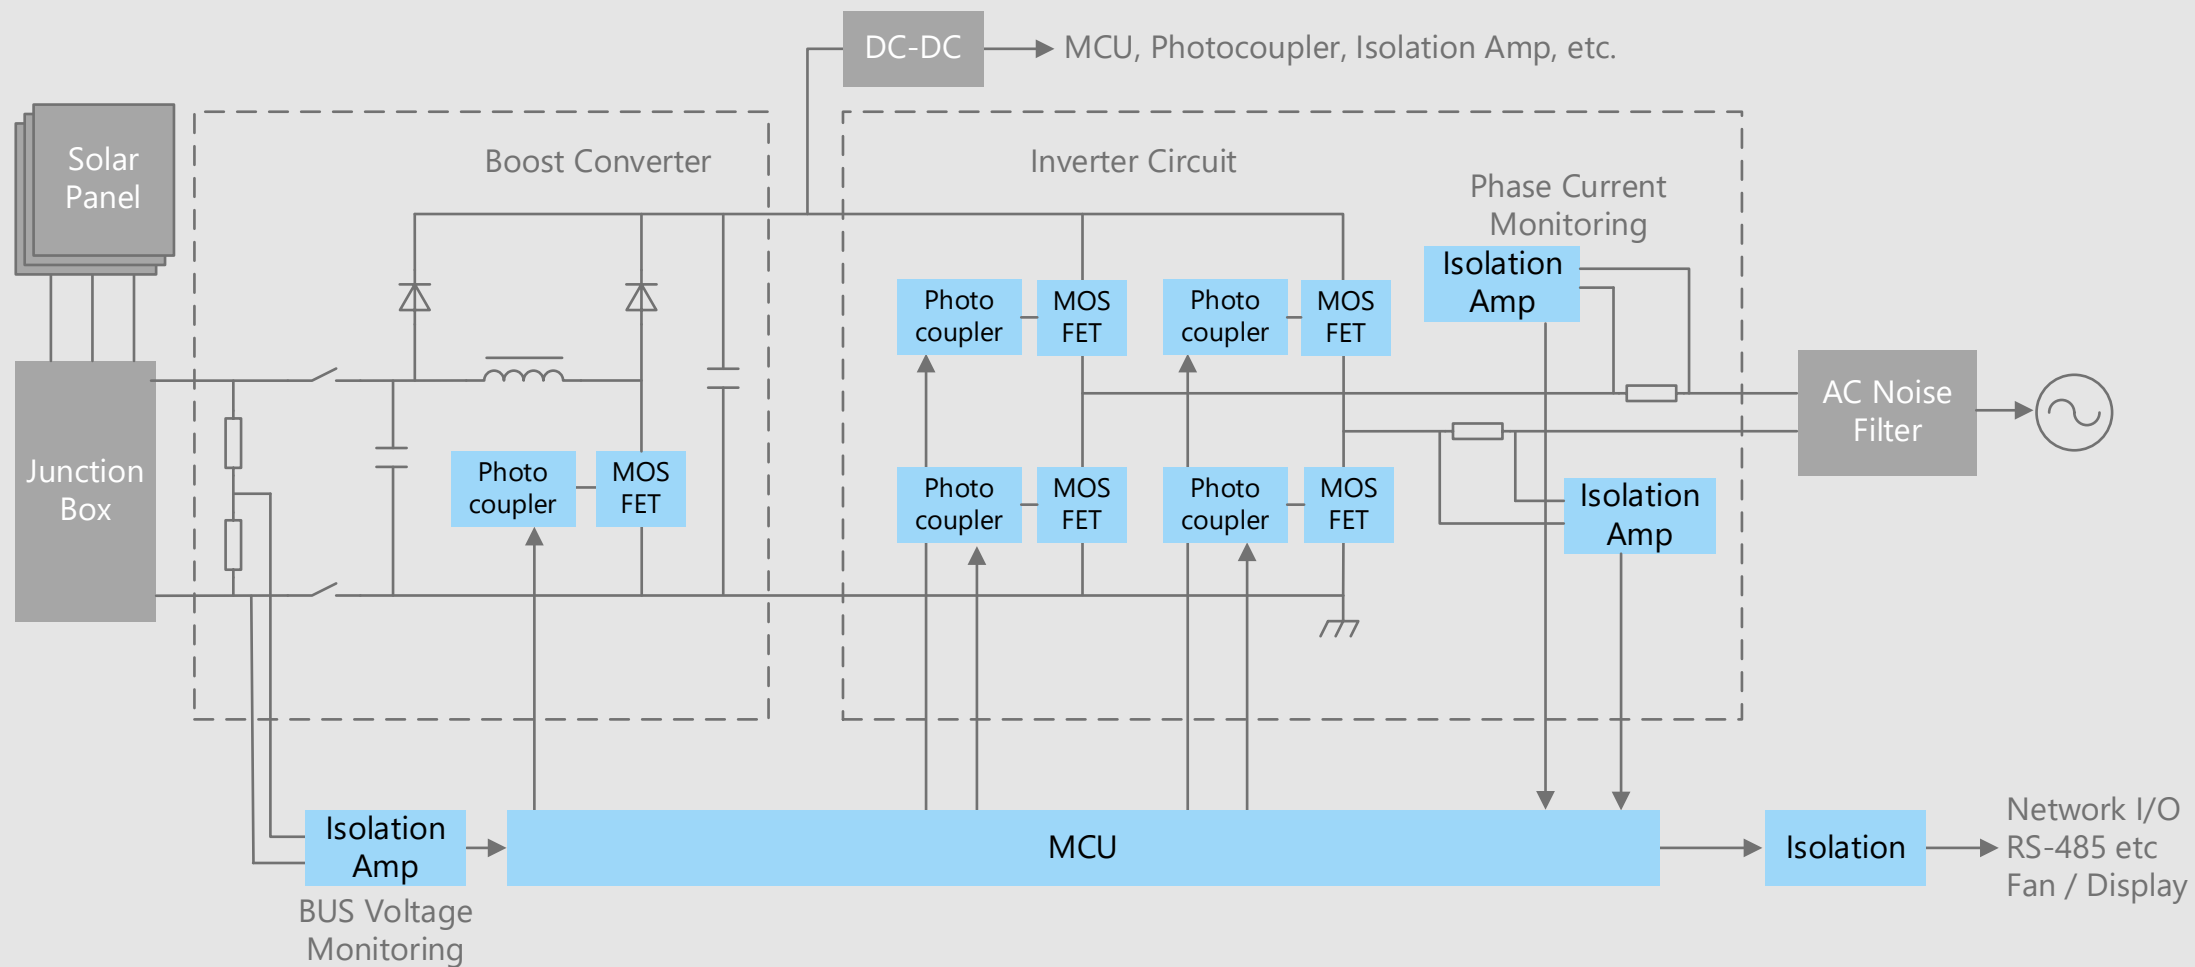 DC-DC
MCU, Photocoupler, Isolation Amp, etc.
Solar
Panel
Boost Converter
Inverter Circuit
Phase Current
Monitoring
Isolation
Amp
Photo
coupler
MOS
FET
Photo
coupler
MOS
FET
AC Noise
Filter
Junction
Box
Photo
coupler
MOS
FET
Photo
coupler
MOS
FET
Photo
coupler
MOS
FET
Isolation
Amp
Isolation
Amp
BUS Voltage
Monitoring
MCU
Isolation
Network I/O
RS-485 etc
Fan / Display